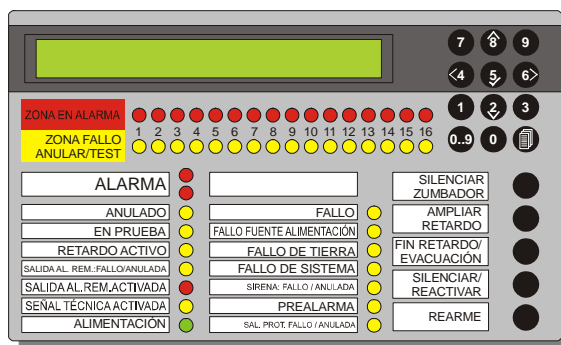 7 8 9
<4 5 6>
ZONA EN ALARMA
1 2 3
1 2 3 4 5 6 7 8 9 10 11 12 13 14 15 16
ZONA FALLO
ANULAR/TEST
0..9 0
ALARMA
ANULADO
EN PRUEBA
RETARDO ACTIVO
SALIDA AL. REM.:FALLO/ANULADA
SALIDA AL.REM.ACTIVADA
SEÑAL TÉCNICA ACTIVADA
ALIMENTACIÓN
FALLO
FALLO FUENTE ALIMENTACIÓN
FALLO DE TIERRA
FALLO DE SISTEMA
SIRENA: FALLO / ANULADA
PREALARMA
SAL. PROT. FALLO / ANULADA
SILENCIAR
ZUMBADOR
AMPLIAR
RETARDO
FIN RETARDO/
EVACUACIÓN
SILENCIAR/
REACTIVAR
REARME